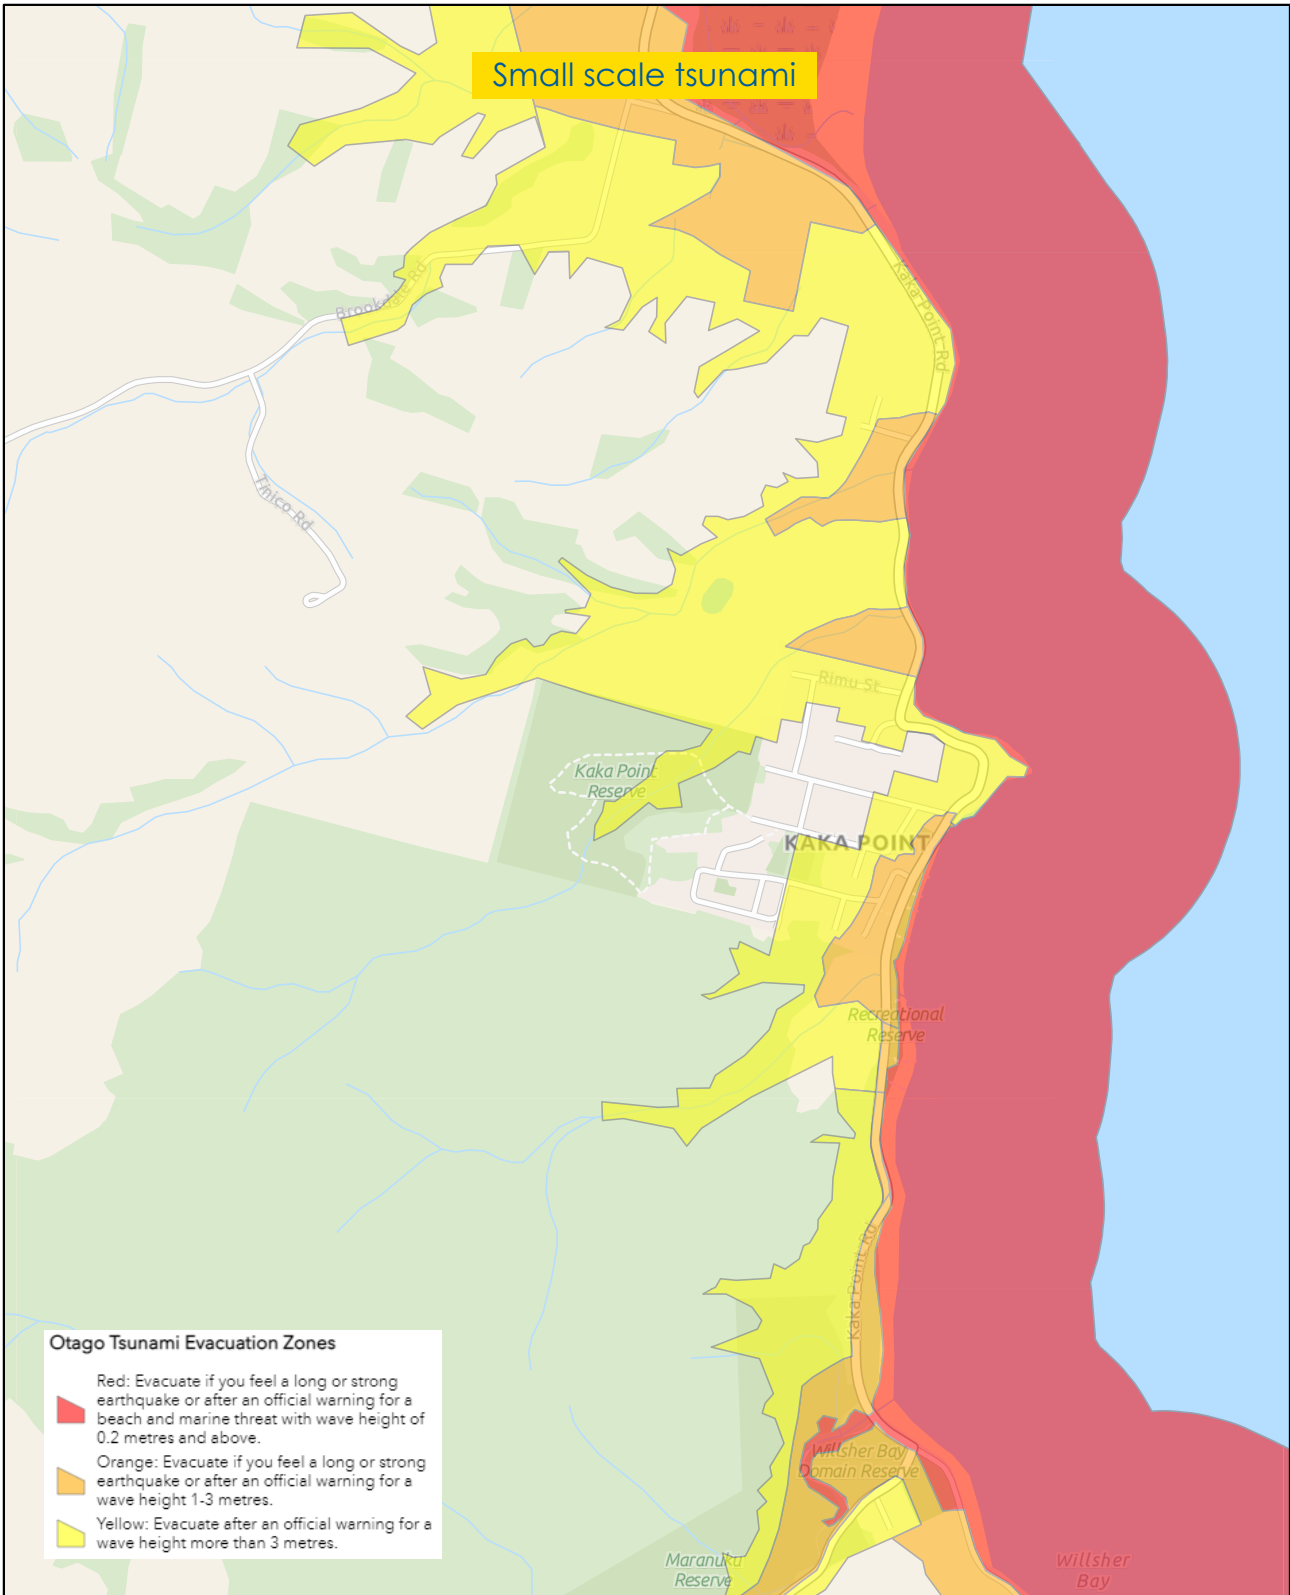 Small scale tsunami
Kaka Point Rd
Brookdale Rd
Thico Rd
Rimu St
Kaka Point
Reserve
KAKA POINT
Recreational
Reserve
Kaka Point Rd
Otago Tsunami Evacuation Zones
Red: Evacuate if you feel a long or strong
earthquake or after an official warning for a
beach and marine threat with wave height of
0.2 metres and above.
Orange: Evacuate if you feel a long or strong
earthquake or after an official warning for a
wave height 1-3 metres.
Yellow: Evacuate after an official warning for a
wave height more than 3 metres.
Willsher Bay
Domain Reserve
Maranuku
Reserve
Willsher
Bay